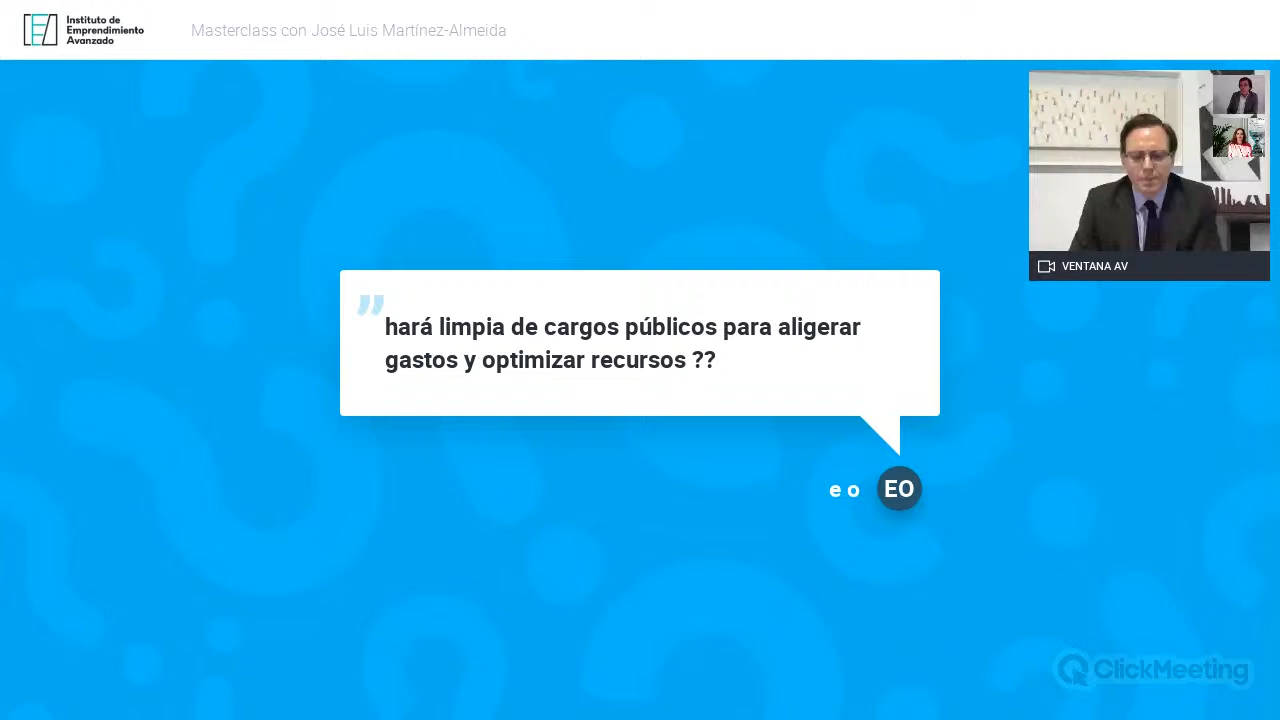 Instituto de
Emprendimiento
Avanzado
Masterclass con José Luis Martínez-Almeida
VENTANA AV
hará limpia de cargos públicos para aligerar
gastos y optimizar recursos ??
e o EO
ClickMeeting